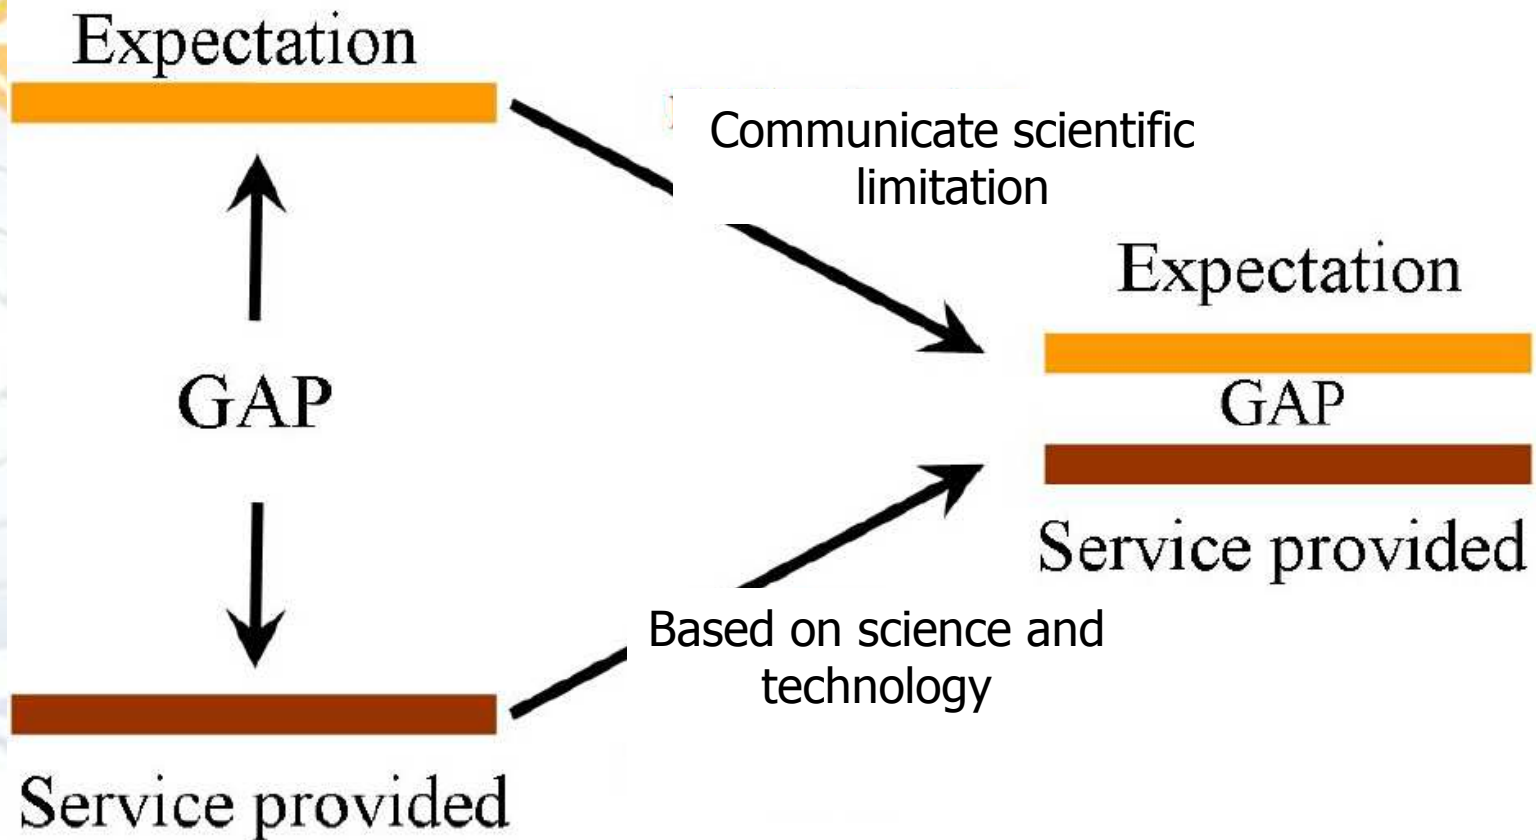 Expectation
Communicate scientific
limitation
Expectation
GAP
GAP
Service provided
Based on science and
technology
Service provided